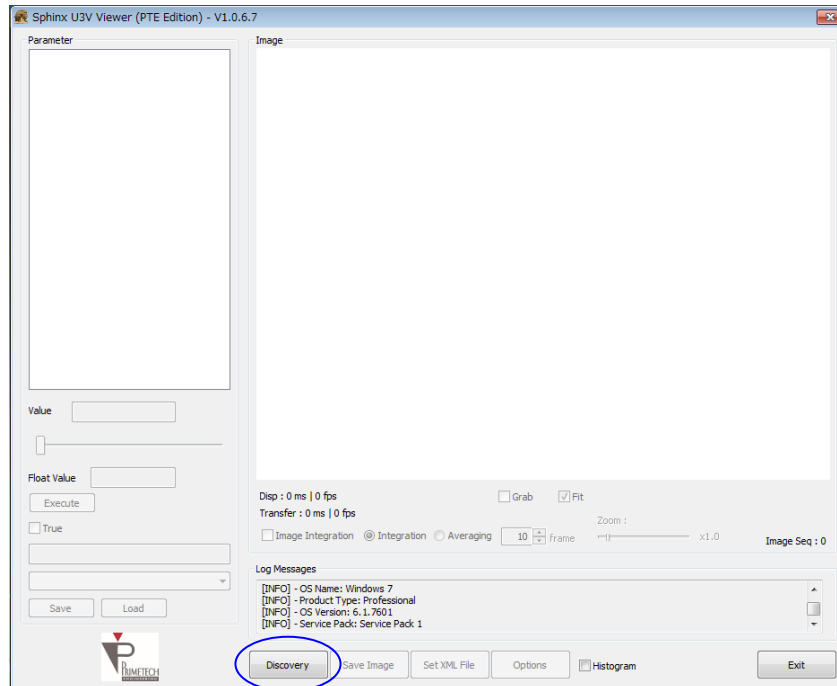 Sphinx U3V Viewer (PTE Edition) - V1.0.6.7
Parameter
Value
Float Value
Execute
True
Save
Load
PRIMETECH
Image
Disp : 0 ms | 0 fps
Grab
Fit
Transfer : 0 ms | 0 fps
Zoom :
Image Integration
Integration
Averaging
10
frame
x1.0
Image Seq : 0
Log Messages
[INFO] - OS Name: Windows 7
[INFO] - Product Type: Professional
[INFO] - OS Version: 6.1.7601
[INFO] - Service Pack: Service Pack 1
Discovery
Save Image
Set XML File
Options
Histogram
Exit